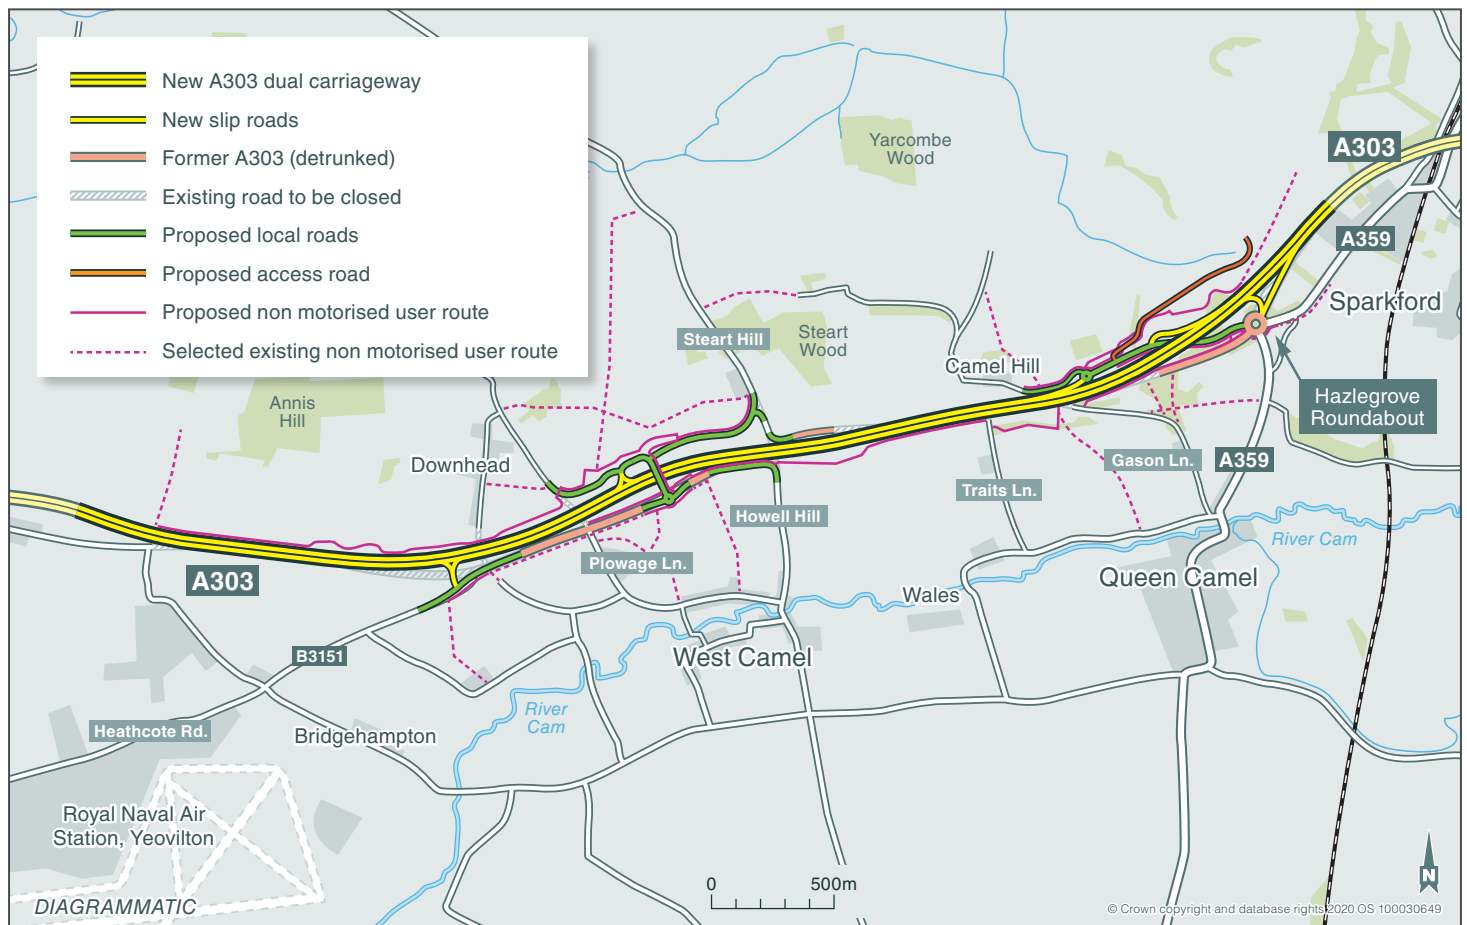 New A303 dual carriageway
New slip roads
Former A303 (detrunked)
Existing road to be closed
Proposed local roads
Proposed access road
Proposed non motorised user route
Selected existing non motorised user route
Yarcombe
Wood
A303
A359
Sparkford
Steart Hill
Steart
Wood
Camel Hill
Hazlegrove
Roundabout
Annis
Hill
Downhead
Gason Ln.
A359
Traits Ln.
Howell Hill
River Cam
Plowage Ln.
A303
Queen Camel
Wales
B3151
West Camel
River
Cam
Heathcote Rd.
Bridgehampton
Royal Naval Air
Station, Yeovilton
0 500m
N
DIAGRAMMATIC
© Crown copyright and database rights 2020 OS 100030649